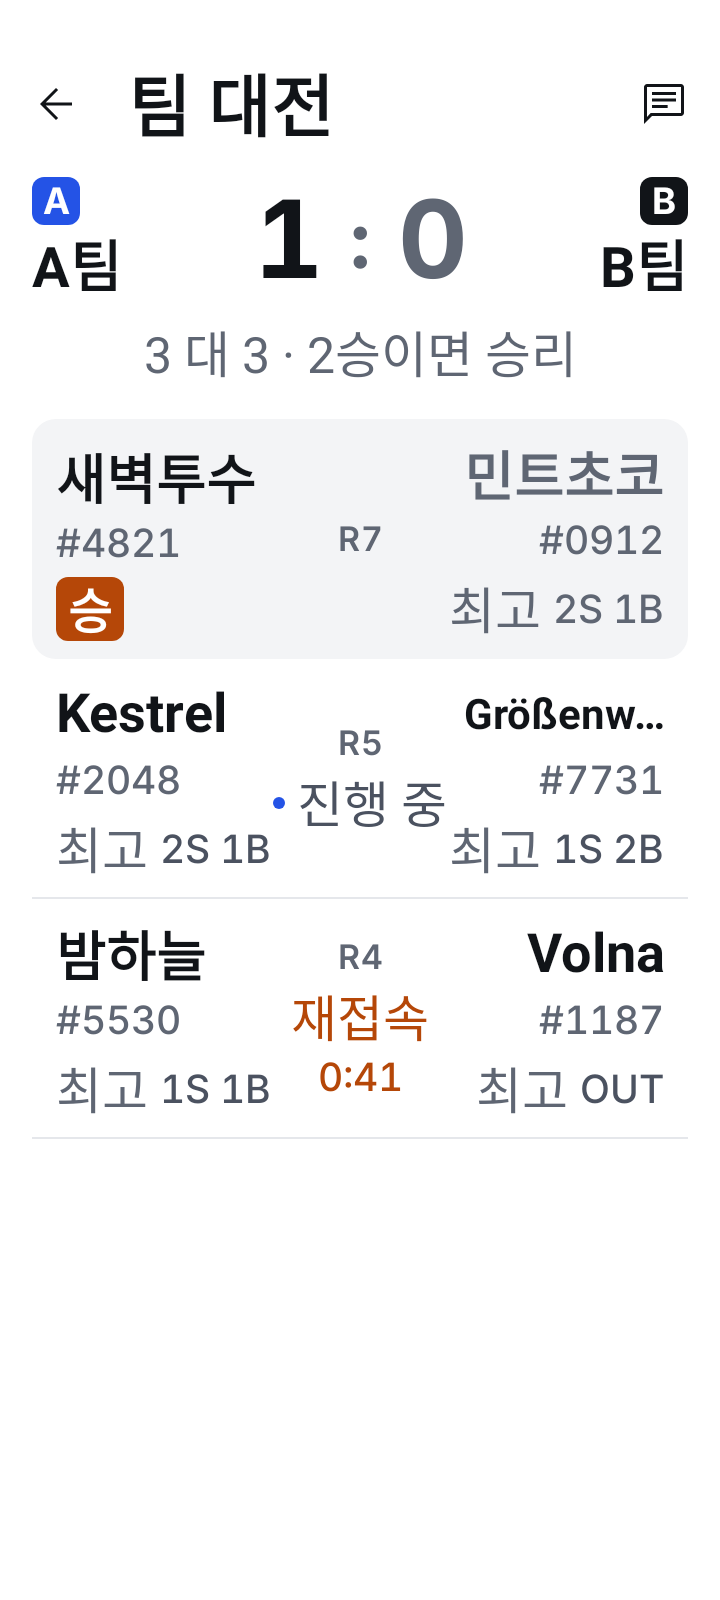 팀 대전
A
A팀
1 : 0
B
B팀
3 대 3 · 2승이면 승리
새벽투수
#4821
승
R7
민트초코
#0912
최고 2S 1B
Kestrel
#2048
최고 2S 1B
R5
진행 중
Größenw…
#7731
최고 1S 2B
밤하늘
#5530
최고 1S 1B
R4
재접속
0:41
Volna
#1187
최고 OUT